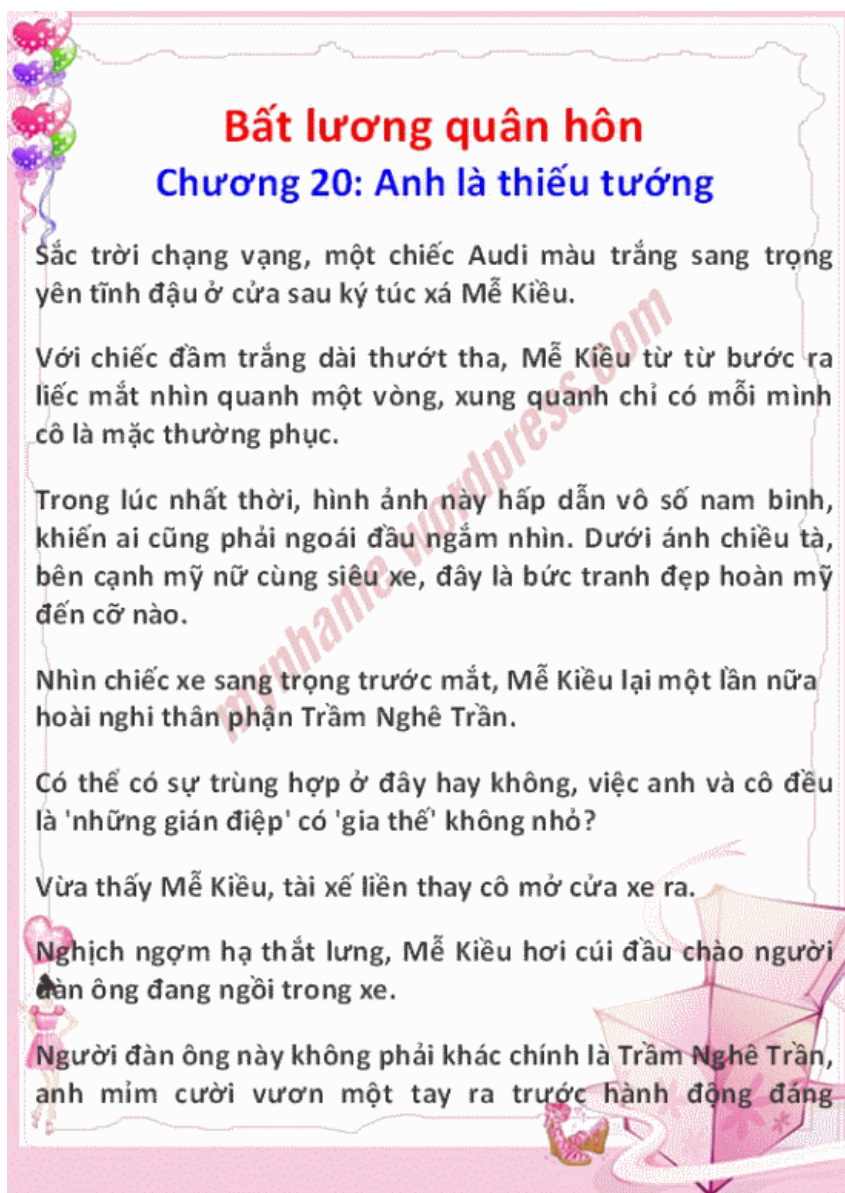 Bất lương quân hôn
Chương 20: Anh là thiếu tướng
Sắc trời chạng vạng, một chiếc Audi màu trắng sang trọng
yên tĩnh đậu ở cửa sau ký túc xá Mễ Kiều.
Với chiếc đầm trắng dài thướt tha, Mễ Kiều từ từ bước ra
liếc mắt nhìn quanh một vòng, xung quanh chỉ có mỗi mình
cô là mặc thường phục.
Trong lúc nhất thời, hình ảnh này hấp dẫn vô số nam binh,
khiến ai cũng phải ngoái đầu ngắm nhìn. Dưới ánh chiều tà,
bên cạnh mỹ nữ cùng siêu xe, đây là bức tranh đẹp hoàn mỹ
đến cỡ nào.
Nhìn chiếc xe sang trọng trước mắt, Mễ Kiều lại một lần nữa
hoài nghi thân phận Trầm Nghê Trần.
Có thể có sự trùng hợp ở đây hay không, việc anh và cô đều
là 'những gián điệp' có 'gia thế' không nhỏ?
Vừa thấy Mễ Kiều, tài xế liền thay cô mở cửa xe ra.
Nghịch ngợm hạ thắt lưng, Mễ Kiều hơi cúi đầu chào người
đàn ông đang ngồi trong xe.
Người đàn ông này không phải khác chính là Trầm Nghê Trần,
anh mỉm cười vươn một tay ra trước hành động đáng
mynhanle.wordpress.com